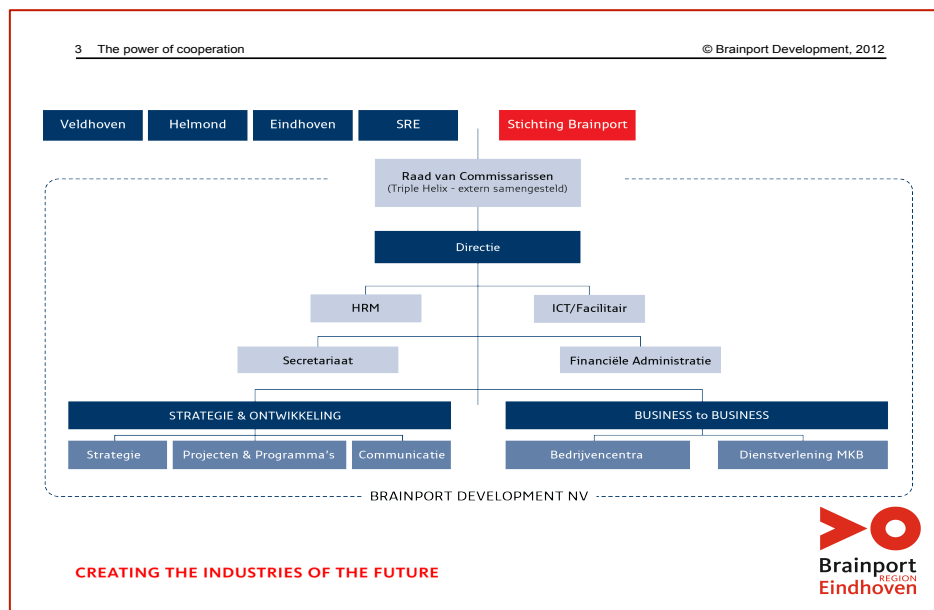 3 The power of cooperation
© Brainport Development, 2012
Veldhoven
Helmond
Eindhoven
SRE
Stichting Brainport
Raad van Commissarissen
(Triple Helix - extern samengesteld)
Directie
HRM
ICT/Facilitair
Secretariaat
Financiële Administratie
STRATEGIE & ONTWIKKELING
BUSINESS to BUSINESS
Strategie
Projecten & Programma's
Communicatie
Bedrijvencentra
Dienstverlening MKB
BRAINPORT DEVELOPMENT NV
CREATING THE INDUSTRIES OF THE FUTURE
Brainport
REGION
Eindhoven